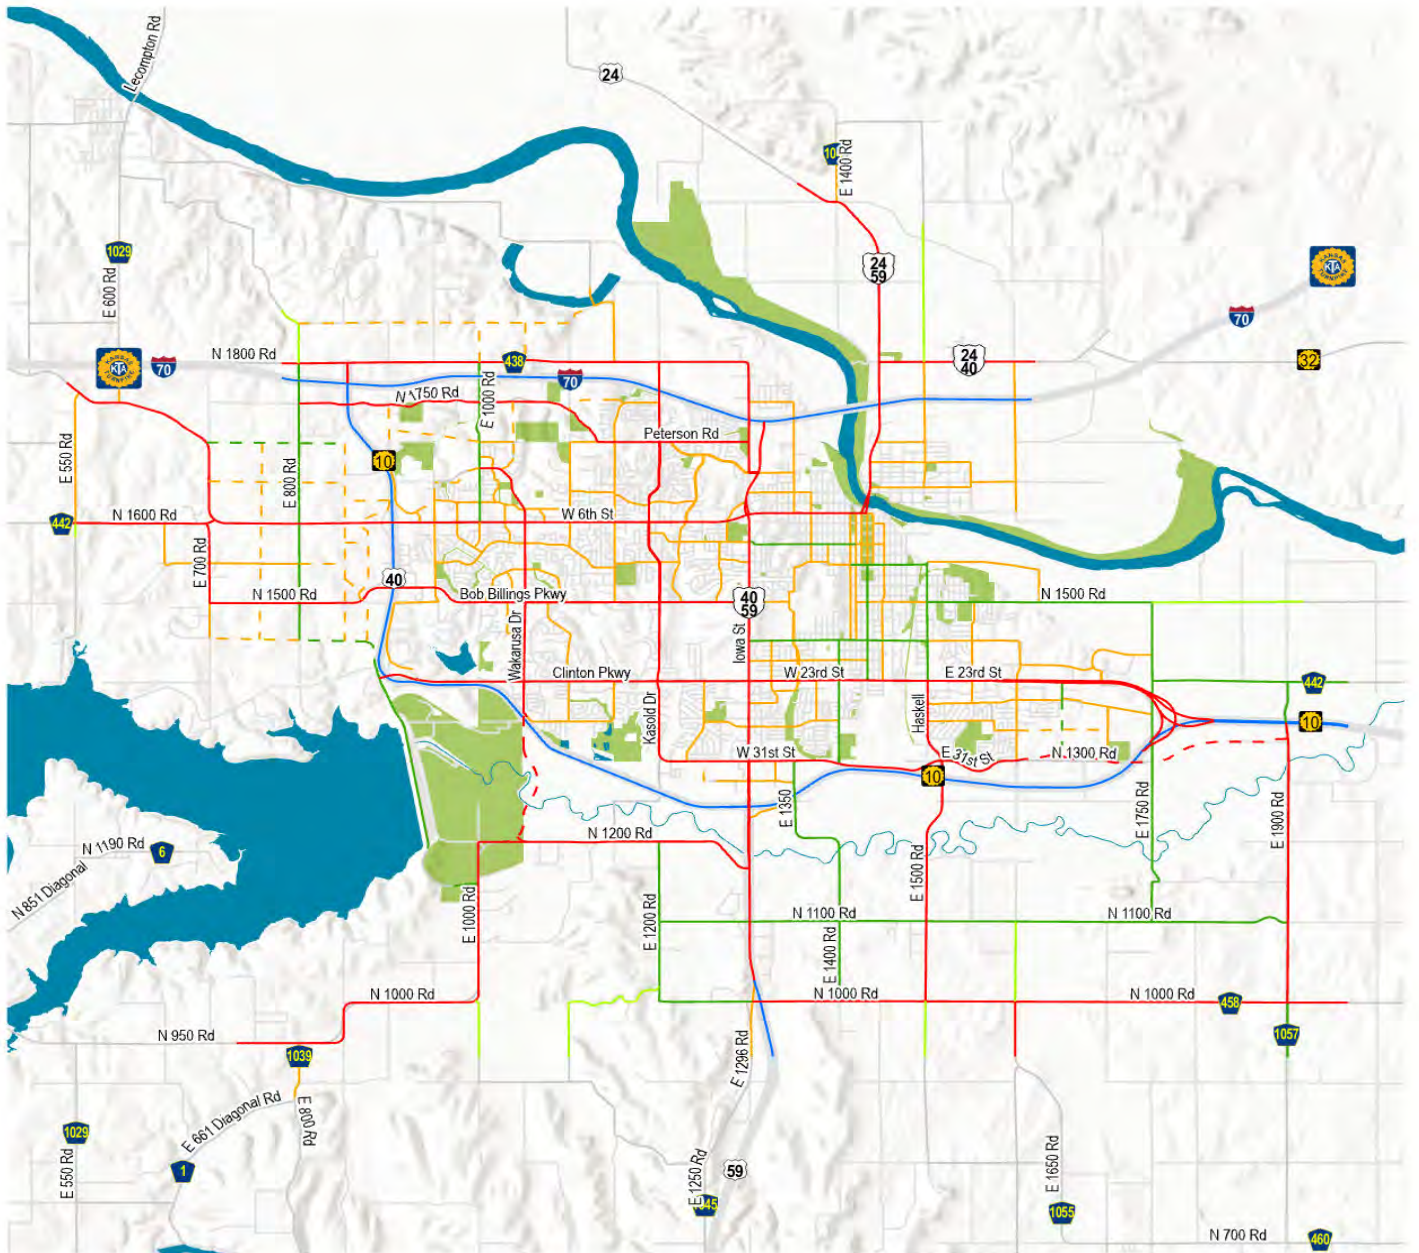 Lecompton Rd
24
E 1400 Rd
1029
E 600 Rd
24
59
KANSAS
KTA
TURNPIKE
70
N 1800 Rd
KANSAS
KTA
TURNPIKE
70
438
70
24
40
32
N 1750 Rd
E 1000 Rd
E 550 Rd
Peterson Rd
10
E 800 Rd
442
N 1600 Rd
W 6th St
E 700 Rd
40
N 1500 Rd
Bob Billings Pkwy
40
59
N 1500 Rd
Wakarusa Dr
Iowa St
Clinton Pkwy
W 23rd St
E 23rd St
442
Kasold Dr
Haskell
10
W 31st St
E 31st St
N 1300 Rd
10
E 1350
E 1750 Rd
E 1900 Rd
N 1190 Rd
6
N 1200 Rd
N 851 Diagonal
E 1500 Rd
E 1000 Rd
E 1200 Rd
N 1100 Rd
N 1100 Rd
E 1400 Rd
N 1000 Rd
N 1000 Rd
N 1000 Rd
458
N 950 Rd
1039
E 1296 Rd
1057
E 661 Diagonal Rd
E 800 Rd
1029
E 550 Rd
1
E 1250 Rd
59
E 1650 Rd
1055
N 700 Rd
460